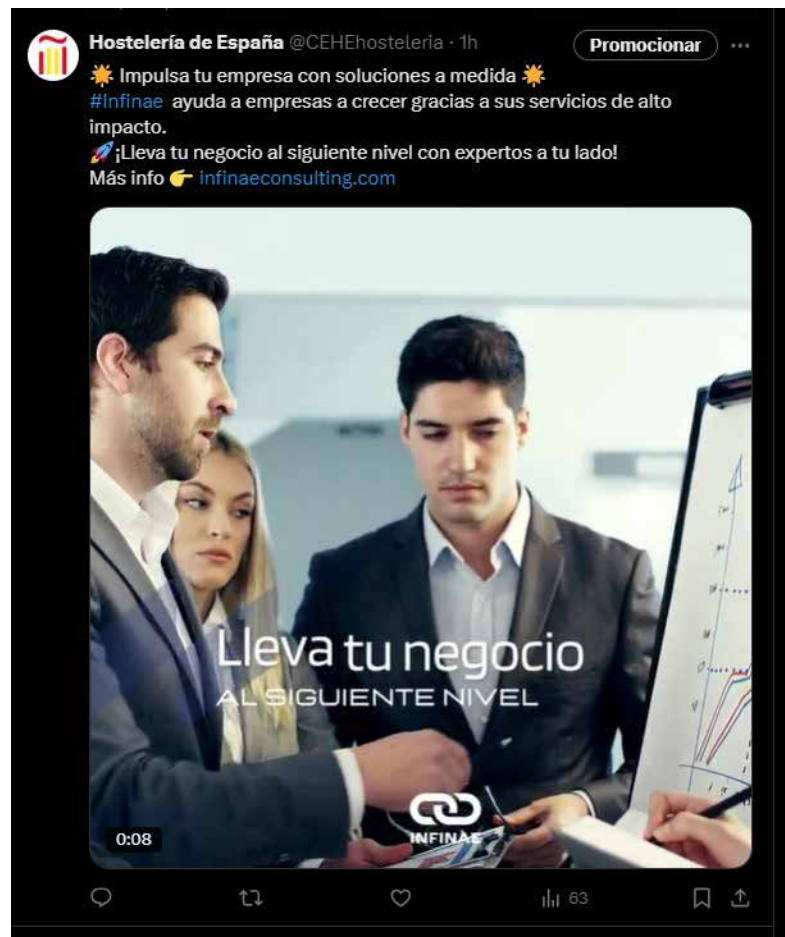 Hostelería de España @CEHEhosteleria · 1h
Promocionar
🌟 Impulsa tu empresa con soluciones a medida 🌟
#Infinae ayuda a empresas a crecer gracias a sus servicios de alto
impacto.
🚀¡Lleva tu negocio al siguiente nivel con expertos a tu lado!
Más info 👉 infinaeconsulting.com
Lleva tu negocio
AL SIGUIENTE NIVEL
INFINAE
0:08
63